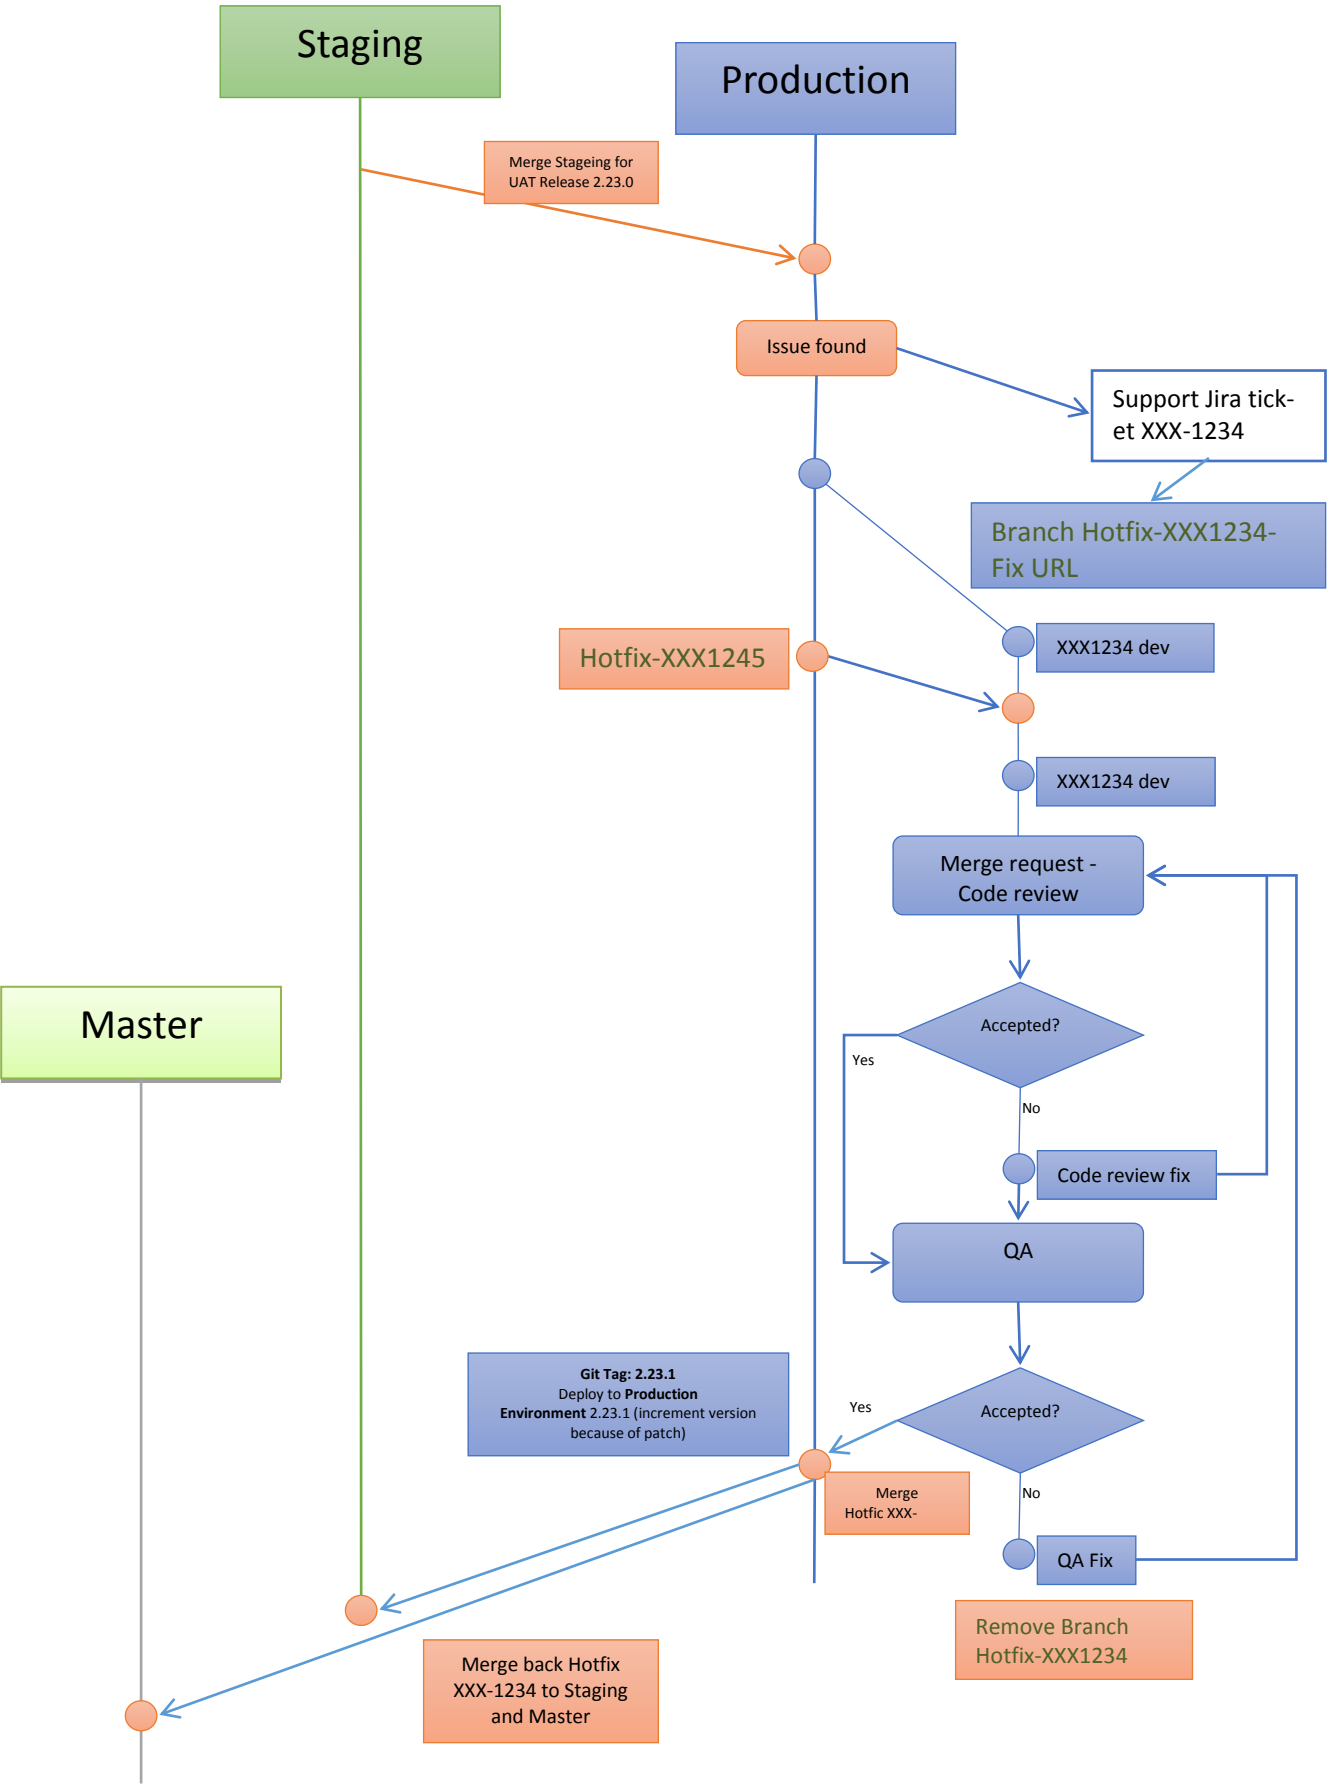 Staging
Production
Merge Stageing for
UAT Release 2.23.0
Issue found
Support Jira tick-
et XXX-1234
Branch Hotfix-XXX1234-
Fix URL
XXX1234 dev
Hotfix-XXX1245
XXX1234 dev
Merge request -
Code review
Master
Accepted?
Yes
No
Code review fix
QA
Git Tag: 2.23.1
Deploy to Production
Environment 2.23.1 (increment version
because of patch)
Yes
Accepted?
Merge
Hotfic XXX-
No
QA Fix
Remove Branch
Hotfix-XXX1234
Merge back Hotfix
XXX-1234 to Staging
and Master